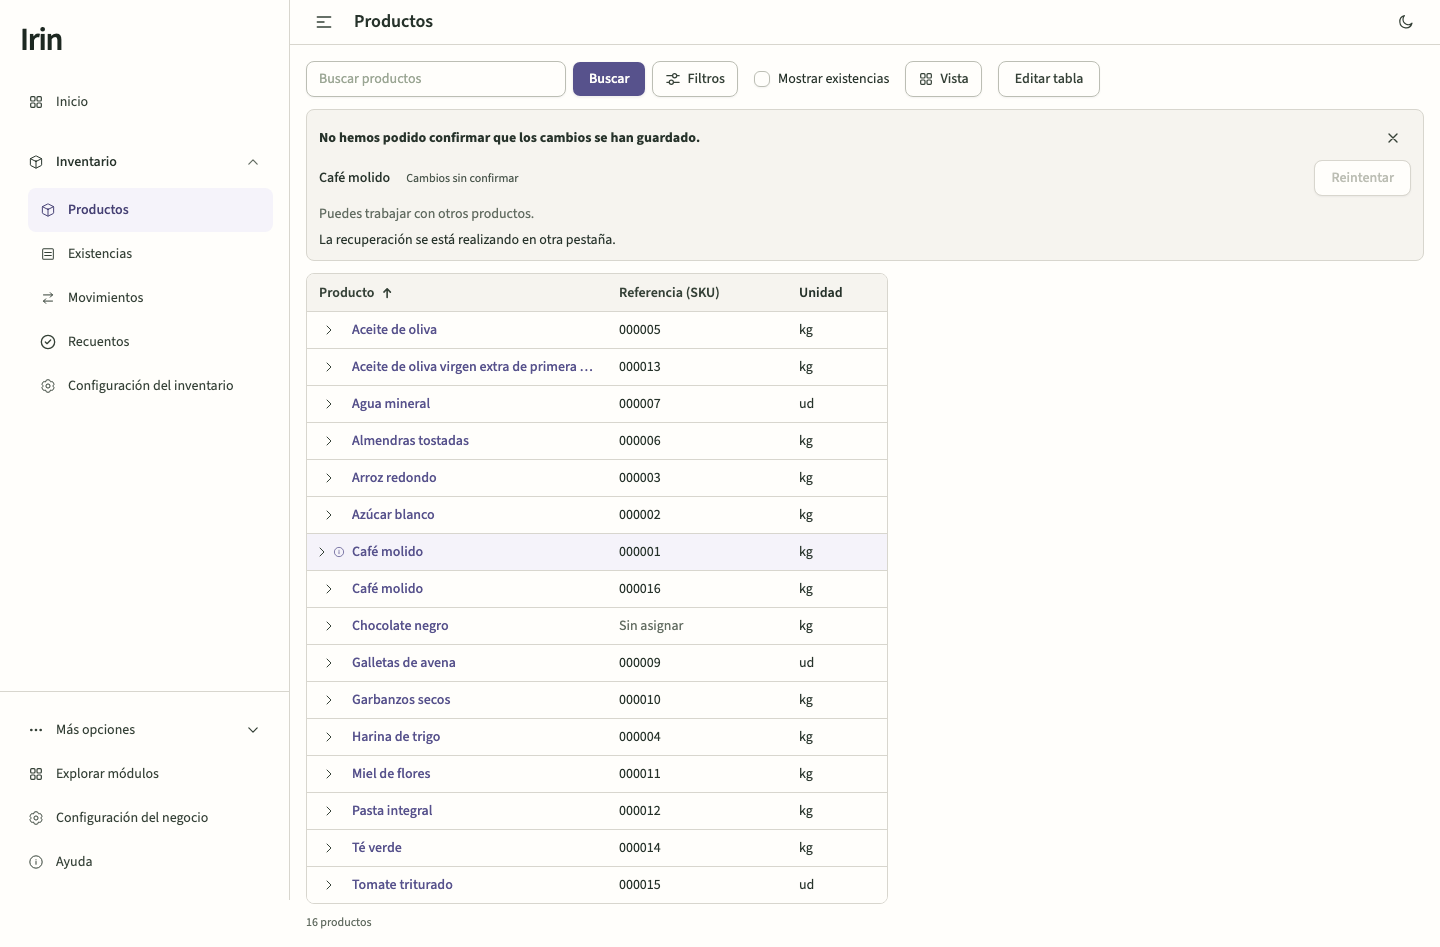 Irin
Inicio
Inventario
Productos
Existencias
Movimientos
Recuentos
Configuración del inventario
Más opciones
Explorar módulos
Configuración del negocio
Ayuda
Productos
Buscar productos
Buscar
Filtros
Mostrar existencias
Vista
Editar tabla
No hemos podido confirmar que los cambios se han guardado.
Café molido Cambios sin confirmar
Reintentar
Puedes trabajar con otros productos.
La recuperación se está realizando en otra pestaña.
Producto Referencia (SKU) Unidad
Aceite de oliva 000005 kg
Aceite de oliva virgen extra de primera … 000013 kg
Agua mineral 000007 ud
Almendras tostadas 000006 kg
Arroz redondo 000003 kg
Azúcar blanco 000002 kg
Café molido 000001 kg
Café molido 000016 kg
Chocolate negro Sin asignar kg
Galletas de avena 000009 ud
Garbanzos secos 000010 kg
Harina de trigo 000004 kg
Miel de flores 000011 kg
Pasta integral 000012 kg
Té verde 000014 kg
Tomate triturado 000015 ud
16 productos